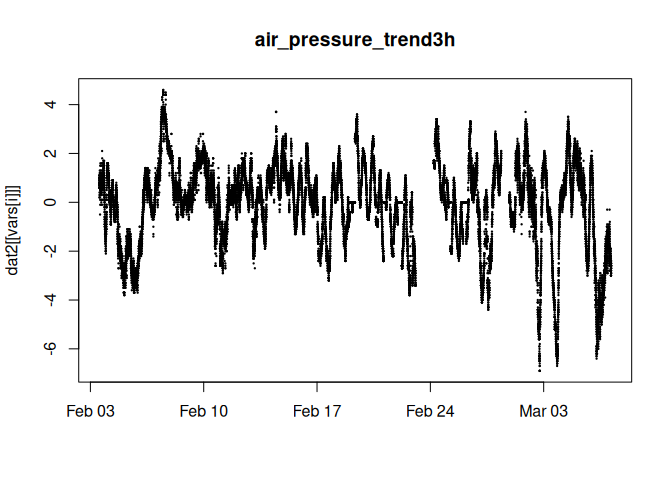 air_pressure_trend3h
dat2[[vars[i]]]
4
2
0
-2
-4
-6
Feb 03
Feb 10
Feb 17
Feb 24
Mar 03